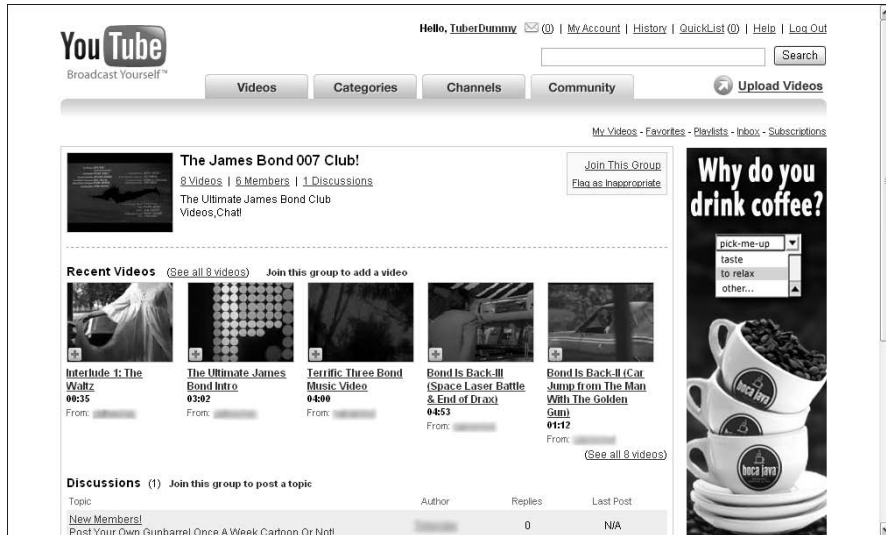 Hello, TuberDummy (0) | My Account | History | QuickList (0) | Help | Log Out
You Tube
Broadcast Yourself™
Search
Videos Categories Channels Community Upload Videos
My Videos - Favorites - Playlists - Inbox - Subscriptions
The James Bond 007 Club!
8 Videos | 6 Members | 1 Discussions
The Ultimate James Bond Club
Videos,Chat!
Join This Group
Flag as Inappropriate
Recent Videos (See all 8 videos) Join this group to add a video
Interlude 1: The
Waltz
00:35
From:
The Ultimate James
Bond Intro
03:02
From:
Terrific Three Bond
Music Video
04:00
From:
Bond Is Back-III
(Space Laser Battle
& End of Drax)
04:53
From:
Bond Is Back-II (Car
Jump from The Man
With The Golden
Gun)
01:12
From:
(See all 8 videos)
Discussions (1) Join this group to post a topic
Topic Author Replies Last Post
New Members! 0 N/A
Post Your Own Gunbarrel Once A Week Cartoon Or Not!
Why do you
drink coffee?
pick-me-up
taste
to relax
other...
boca java
boca java
boca java